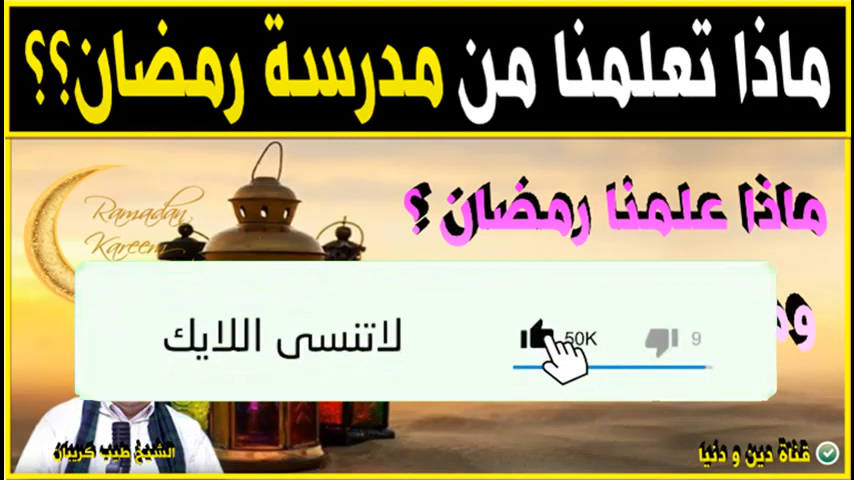 ماذا تعلمنا من مدرسة رمضان؟؟
ماذا علمنا رمضان ؟
Ramadan
Kareem
لاتنسى اللايك
50K
9
الشيخ طيب كريبان
قناة دين و دنيا